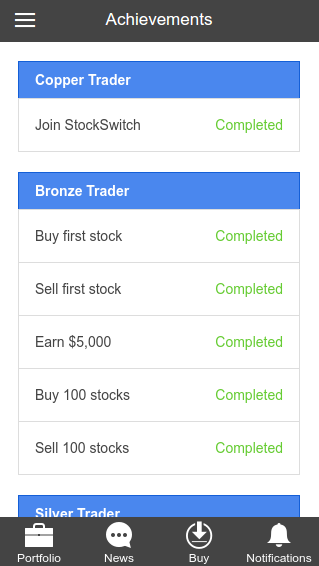 Achievements
Copper Trader
Join StockSwitch Completed
Bronze Trader
Buy first stock Completed
Sell first stock Completed
Earn $5,000 Completed
Buy 100 stocks Completed
Sell 100 stocks Completed
Silver Trader
Portfolio News Buy Notifications